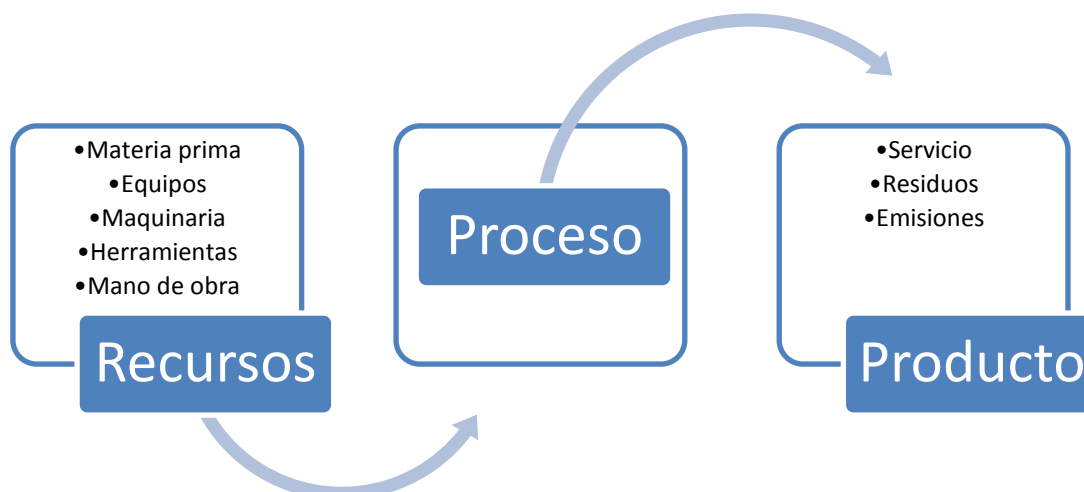 •Materia prima
•Equipos
•Maquinaria
•Herramientas
•Mano de obra
Recursos
Proceso
•Servicio
•Residuos
•Emisiones
Producto